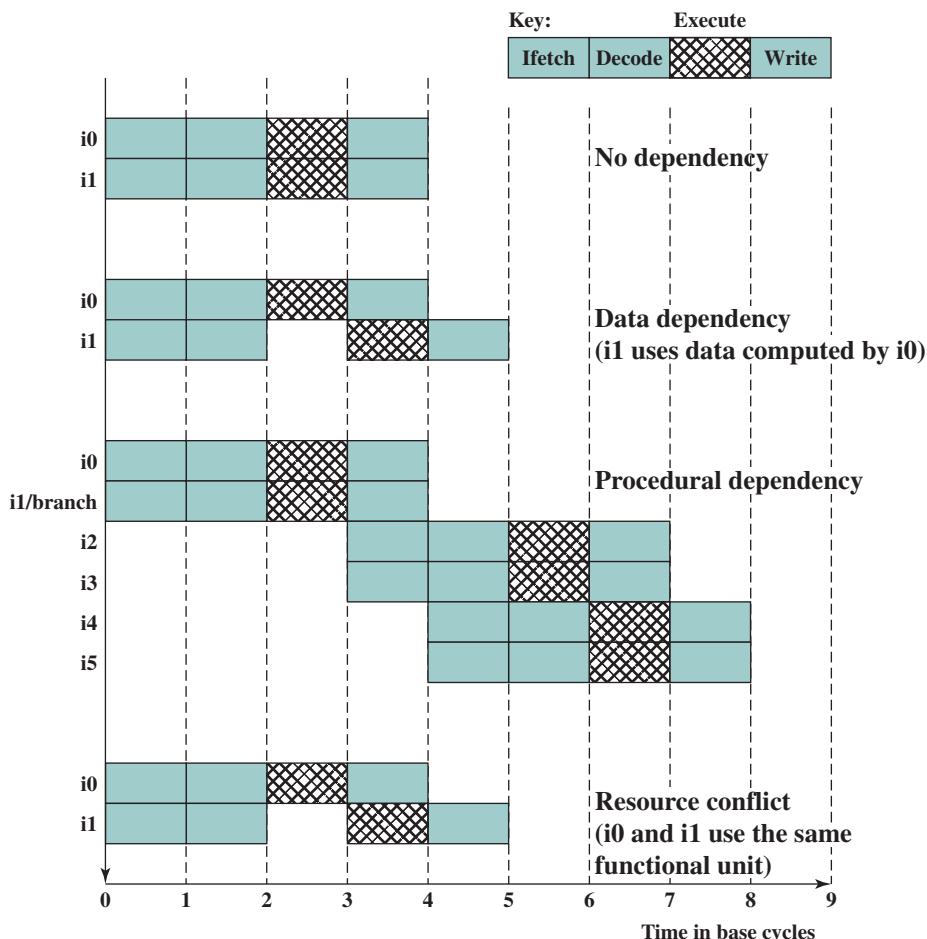 Key:
Execute
Ifetch
Decode
Write
i0
i1
No dependency
i0
i1
Data dependency
(i1 uses data computed by i0)
i0
i1/branch
i2
i3
i4
i5
Procedural dependency
i0
i1
Resource conflict
(i0 and i1 use the same
functional unit)
0 1 2 3 4 5 6 7 8 9
Time in base cycles